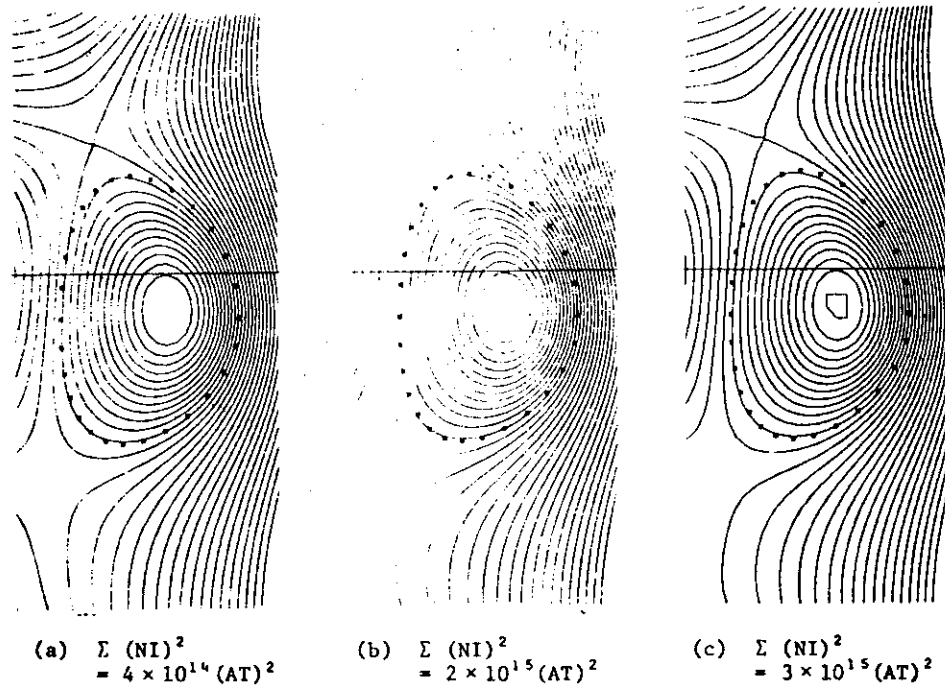 (a) Σ (NI)²
= 4 × 10¹⁴ (AT)²
(b) Σ (NI)²
= 2 × 10¹⁵ (AT)²
(c) Σ (NI)²
= 3 × 10¹⁵ (AT)²